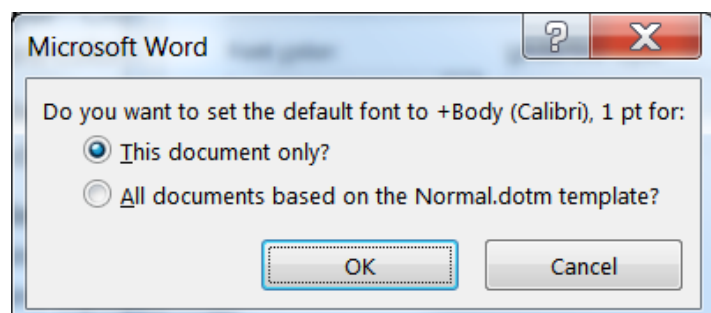 Microsoft Word
Do you want to set the default font to +Body (Calibri), 1 pt for:
This document only?
All documents based on the Normal.dotm template?
OK Cancel